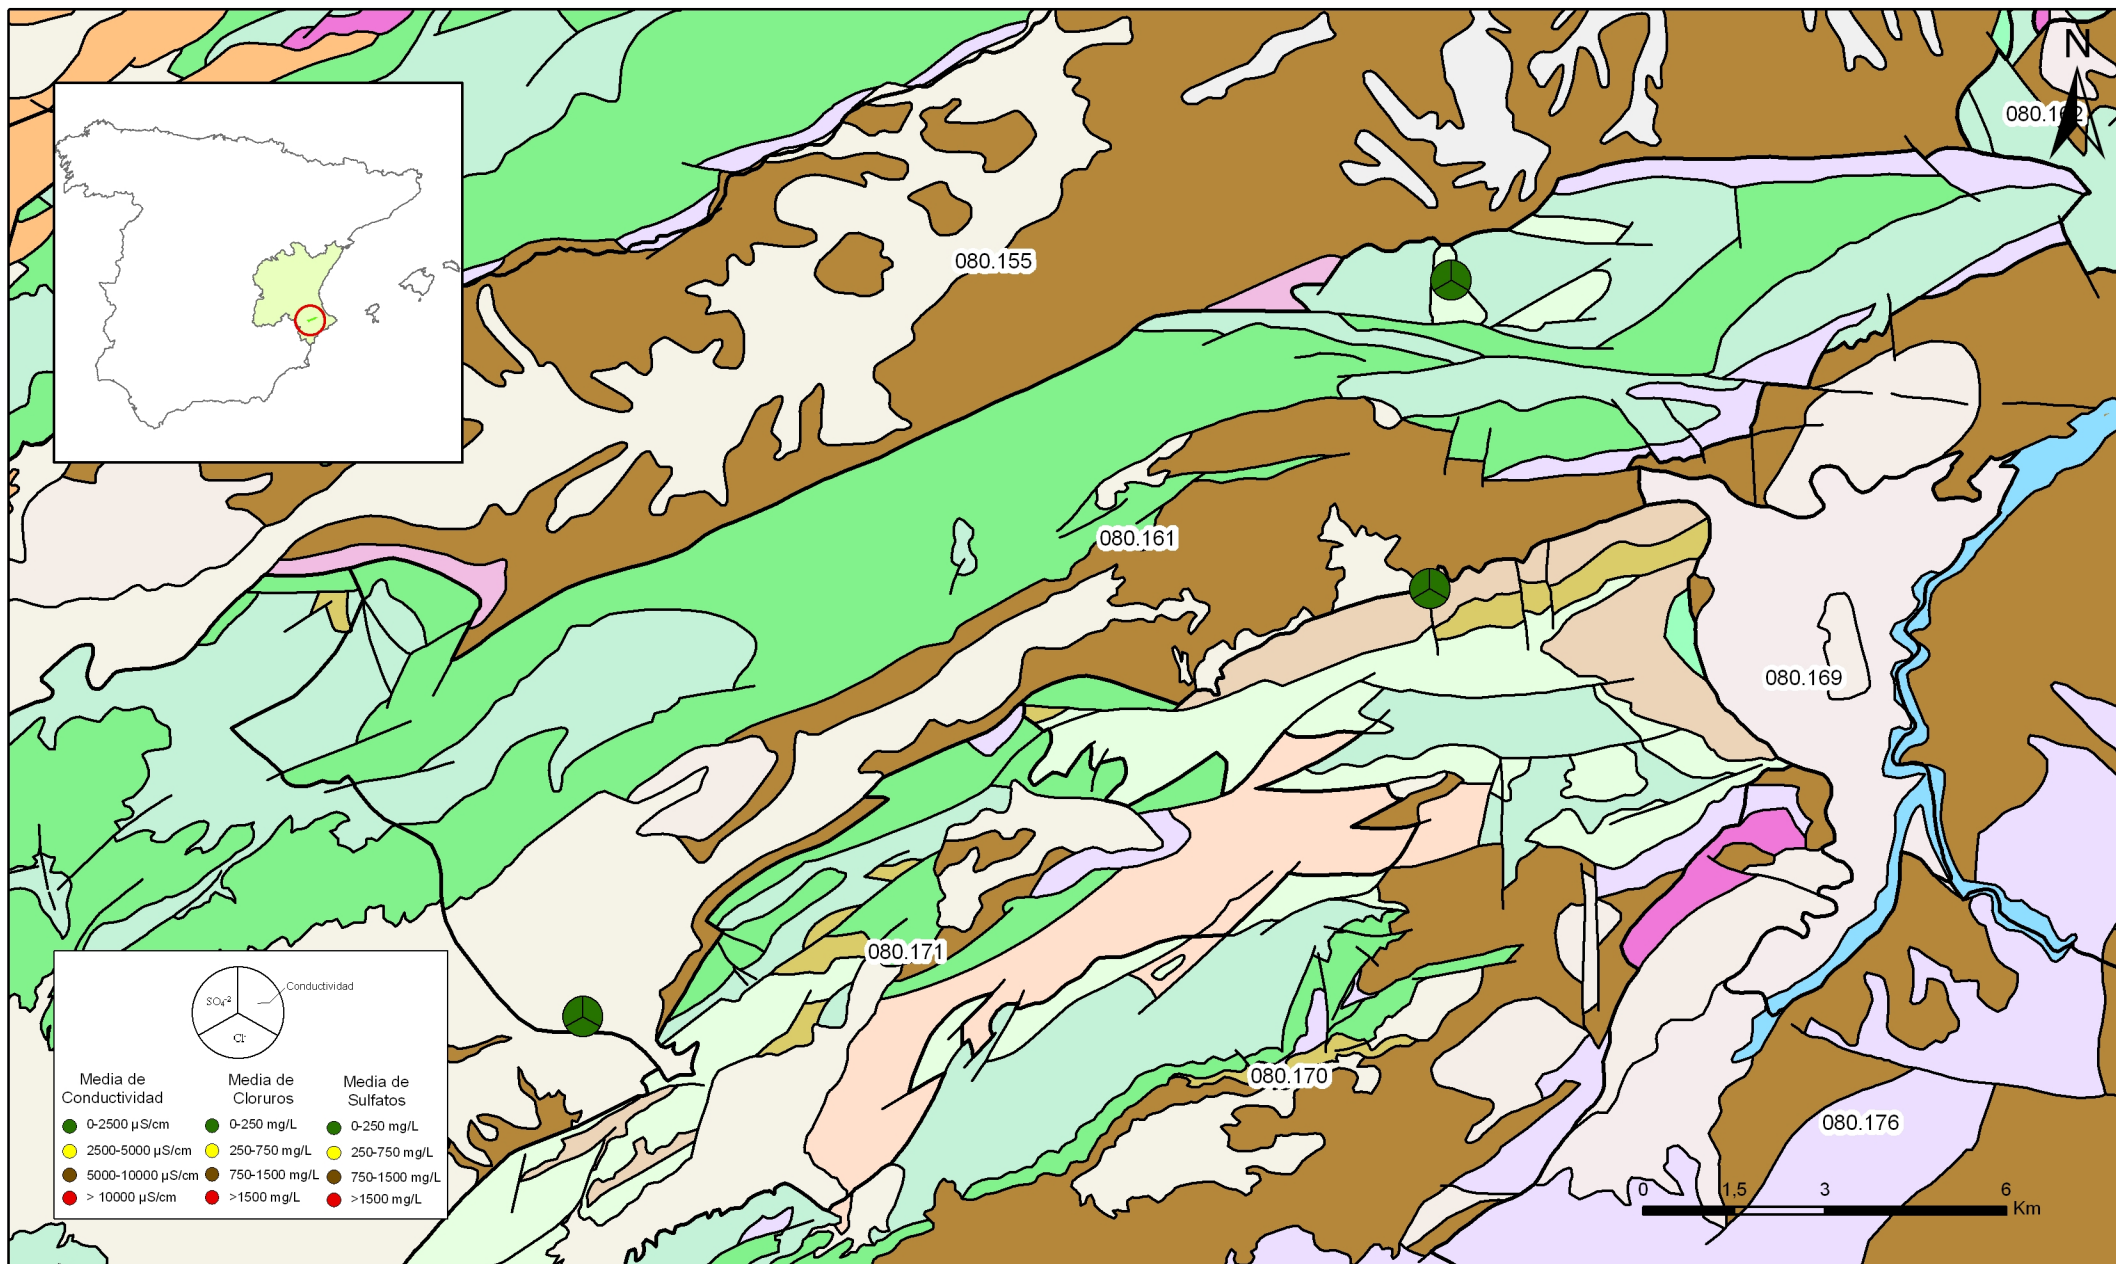 N
080.162
080.155
080.161
080.169
080.171
080.170
080.176
SO₄⁻²
Conductividad
Cl⁻
Media de Conductividad
0-2500 µS/cm
2500-5000 µS/cm
5000-10000 µS/cm
> 10000 µS/cm
Media de Cloruros
0-250 mg/L
250-750 mg/L
750-1500 mg/L
>1500 mg/L
Media de Sulfatos
0-250 mg/L
250-750 mg/L
750-1500 mg/L
>1500 mg/L
0 1,5 3 6
Km